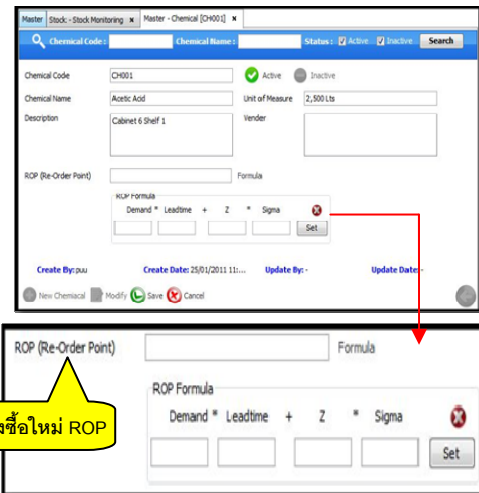 Master Stock: - Stock Monitoring x Master - Chemical [CH001] x
Chemical Code : Chemical Name : Status : Active Inactive Search
Chemical Code CH001 Active Inactive
Chemical Name Acetic Acid Unit of Measure 2,500 Lts
Description Cabinet 6 Shelf 1 Vender
ROP (Re-Order Point) Formula
ROP Formula
Demand * Leadtime + Z * Sigma
Set
Create By: puu Create Date: 25/01/2011 11:... Update By: - Update Date: -
New Chemiacal Modify Save Cancel
ROP (Re-Order Point) Formula
ROP Formula
Demand * Leadtime + Z * Sigma
Set
งซื้อใหม่ ROP